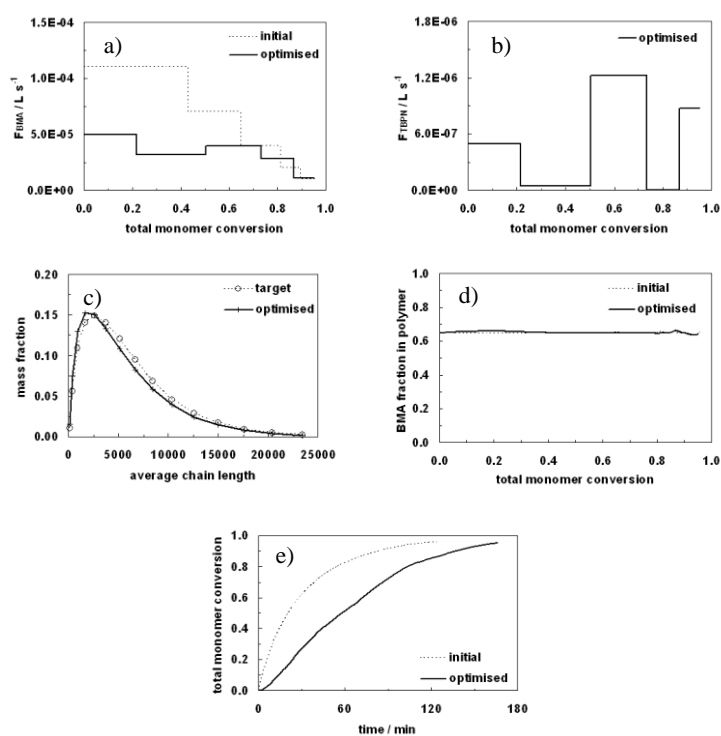 a)
initial
optimised
F_BMA / L s⁻¹
1.5E-04
1.0E-04
5.0E-05
0.0E+00
0.0 0.2 0.4 0.6 0.8 1.0
total monomer conversion
b)
optimised
F_TBPN / L s⁻¹
1.8E-06
1.2E-06
6.0E-07
0.0E+00
0.0 0.2 0.4 0.6 0.8 1.0
total monomer conversion
c)
target
optimised
mass fraction
0.20
0.15
0.10
0.05
0.00
0 5000 10000 15000 20000 25000
average chain length
d)
initial
optimised
BMA fraction in polymer
1.0
0.8
0.6
0.4
0.2
0.0
0.0 0.2 0.4 0.6 0.8 1.0
total monomer conversion
e)
total monomer conversion
1.0
0.8
0.6
0.4
0.2
0.0
initial
optimised
0 60 120 180
time / min